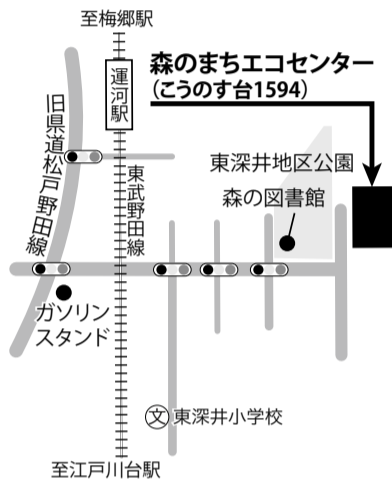 至梅郷駅
運河駅
森のまちエコセンター
（こうのす台1594）
旧県道松戸野田線
東武野田線
東深井地区公園
森の図書館
ガソリン
スタンド
文
東深井小学校
至江戸川台駅